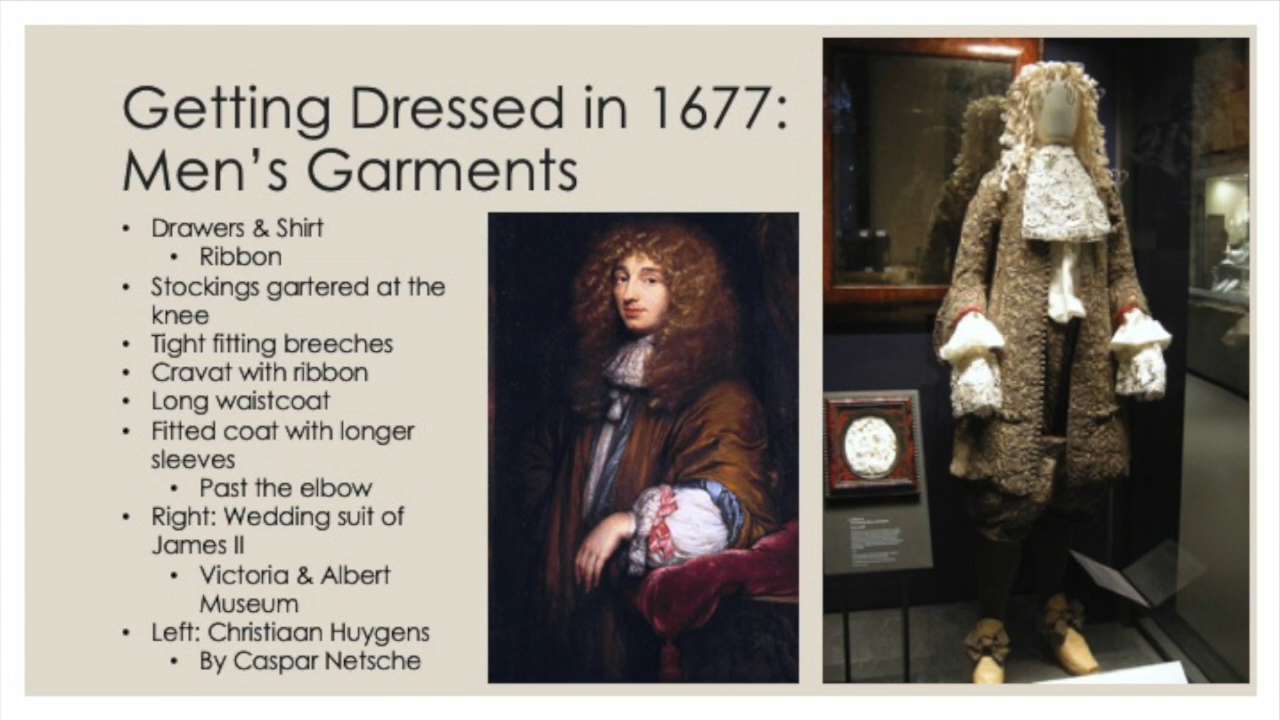 Getting Dressed in 1677:
Men's Garments
• Drawers & Shirt
• Ribbon
• Stockings gartered at the
knee
• Tight fitting breeches
• Cravat with ribbon
• Long waistcoat
• Fitted coat with longer
sleeves
• Past the elbow
• Right: Wedding suit of
James II
• Victoria & Albert
Museum
• Left: Christiaan Huygens
• By Caspar Netsche